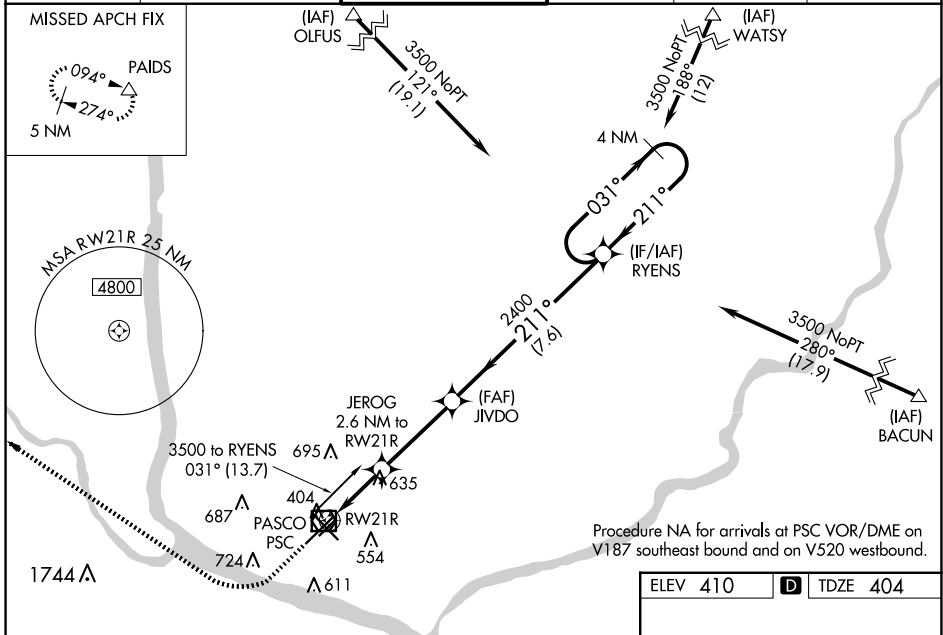 MISSED APCH FIX
PAIDS
094°
274°
5 NM
(IAF)
OLFUS
3500 NoPT
121°
(19.1)
(IAF)
WATSY
3500 NoPT
188°
(12)
4 NM
031°
211°
(IF/IAF)
RYENS
MSA RW21R 25 NM
4800
2400
211°
(7.6)
3500 NoPT
280°
(17.9)
(IAF)
BACUN
(FAF)
JIVDO
JEROG
2.6 NM to
RW21R
3500 to RYENS
031° (13.7)
695
635
687
404
PASCO
PSC
RW21R
554
724
611
1744
Procedure NA for arrivals at PSC VOR/DME on
V187 southeast bound and on V520 westbound.
ELEV 410 D TDZE 404